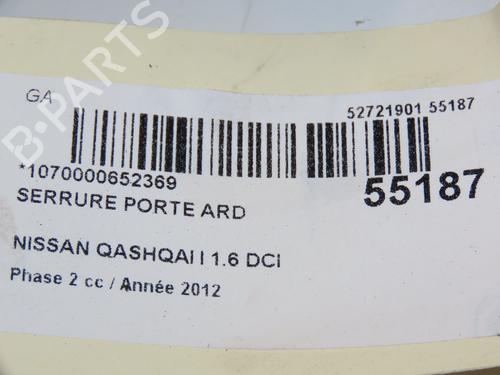 B-PARTS
GA
52721901 55187
*1070000652369
55187
SERRURE PORTE ARD
NISSAN QASHQAI I 1.6 DCI
Phase 2 cc / Année 2012